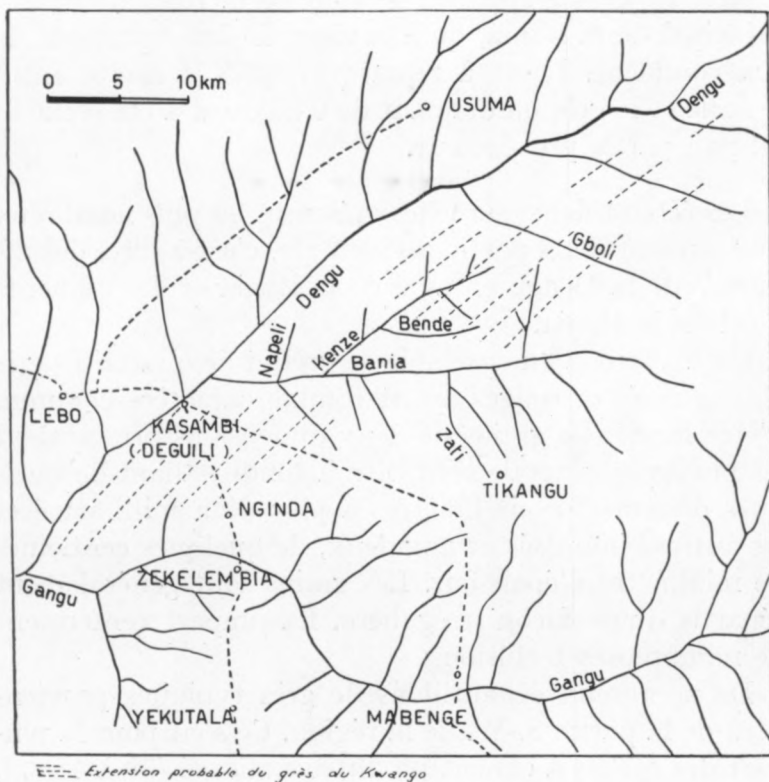 0 5 10km
USUMA
Dengu
Gboli
Dengu
Napeli
Kenze
Bende
Bania
LEBO
KASAMBI
(DEGUILI)
Zati
TIKANGU
NGINDA
ZEKELEMBIA
Gangu
Gangu
YEKUTALA
MABENGE
Extension probable du grès du Kwango